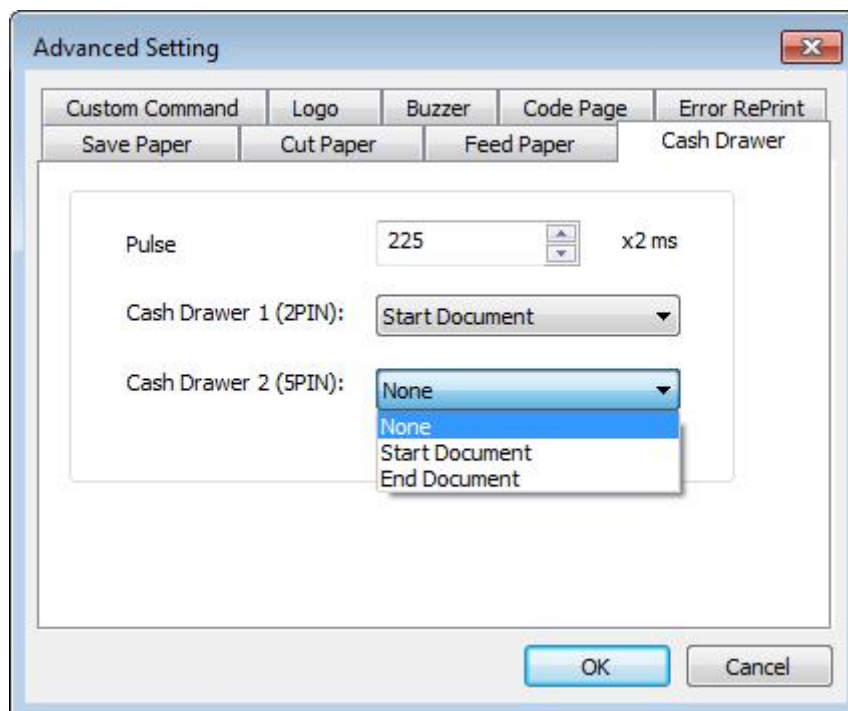 Advanced Setting
Custom Command Logo Buzzer Code Page Error RePrint
Save Paper Cut Paper Feed Paper Cash Drawer
Pulse 225 x2 ms
Cash Drawer 1 (2PIN): Start Document
Cash Drawer 2 (5PIN): None
None
Start Document
End Document
OK Cancel